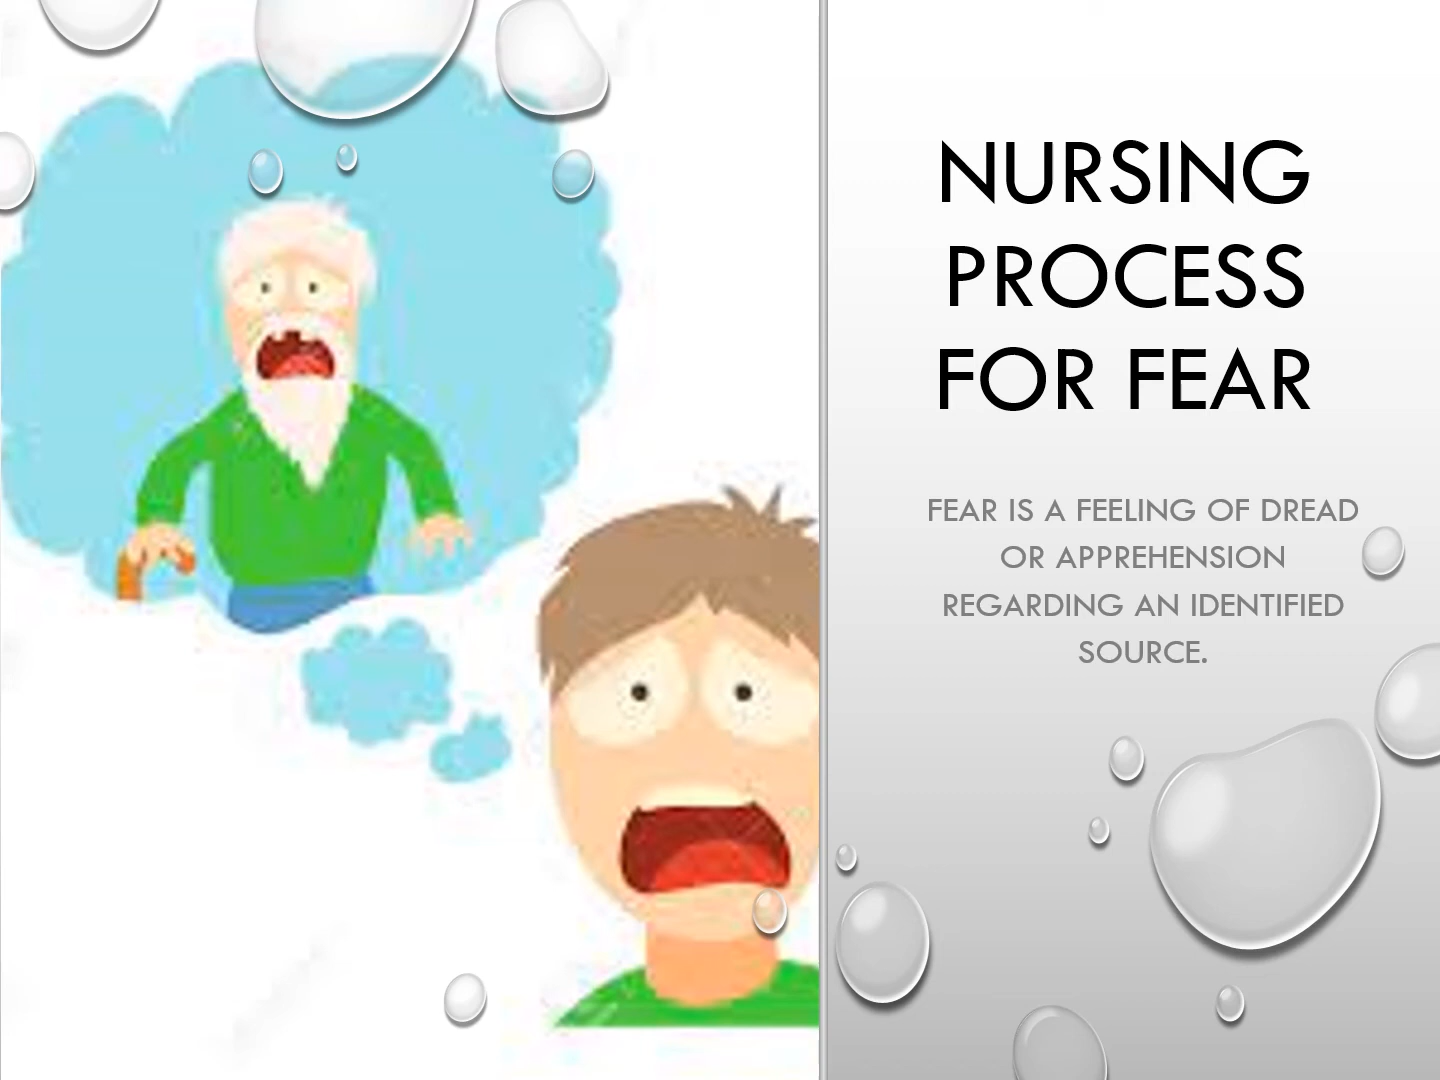 NURSING
PROCESS
FOR FEAR
FEAR IS A FEELING OF DREAD
OR APPREHENSION
REGARDING AN IDENTIFIED
SOURCE.